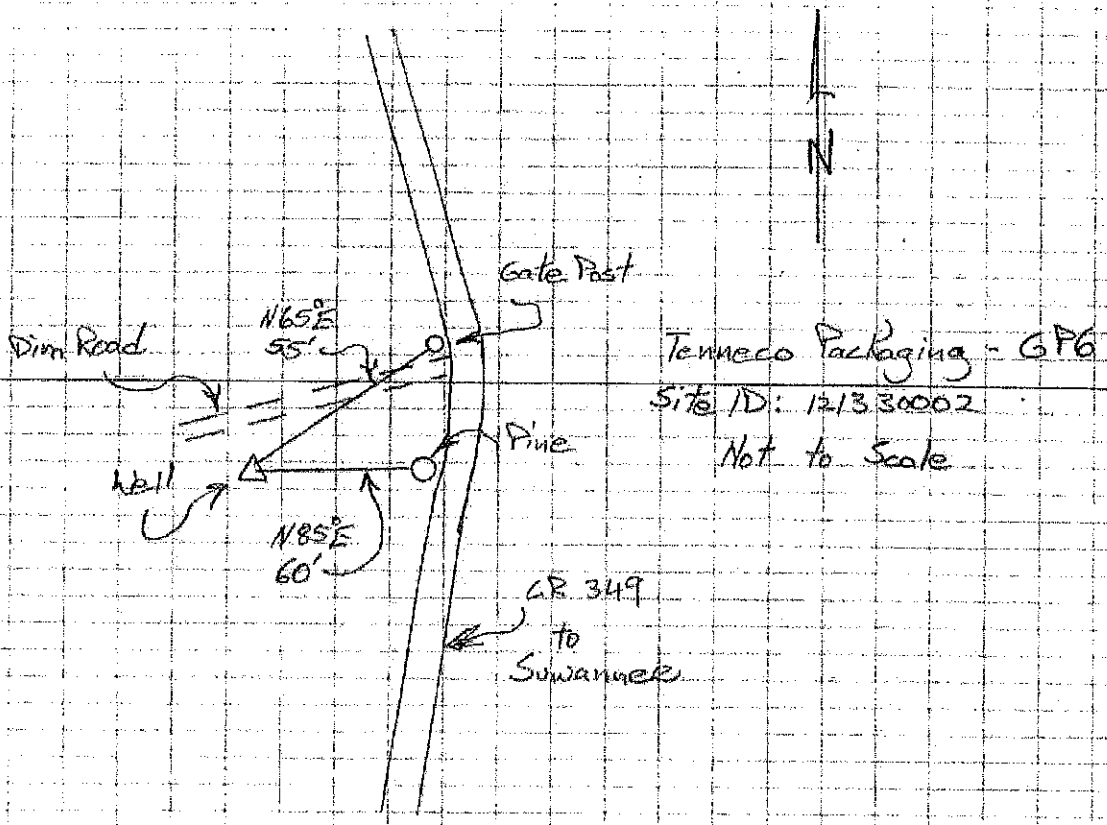 N
Gate Post
N65°E
55'
Dim Road
Tenneco Packaging - GP6
Site ID: 121330002
Not to Scale
Pine
Well
N85°E
60'
CR 349
to
Suwannee